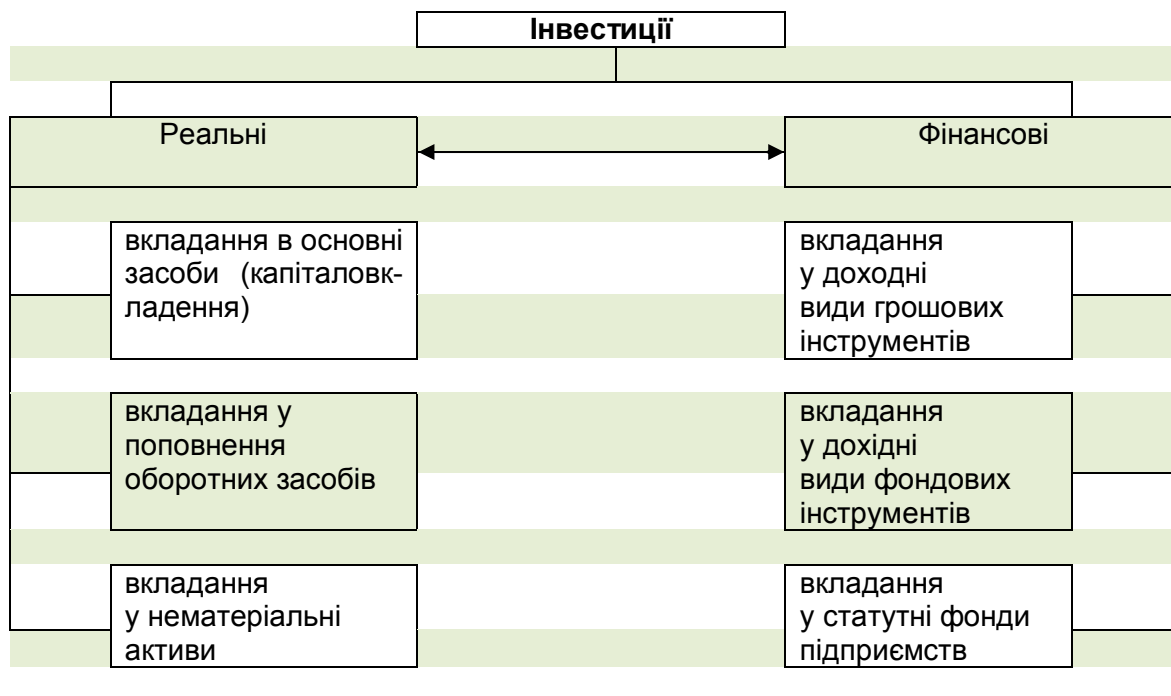 Інвестиції
Реальні
Фінансові
вкладання в основні
засоби (капіталовк-
ладення)
вкладання
у доходні
види грошових
інструментів
вкладання у
поповнення
оборотних засобів
вкладання
у дохідні
види фондових
інструментів
вкладання
у нематеріальні
активи
вкладання
у статутні фонди
підприємств